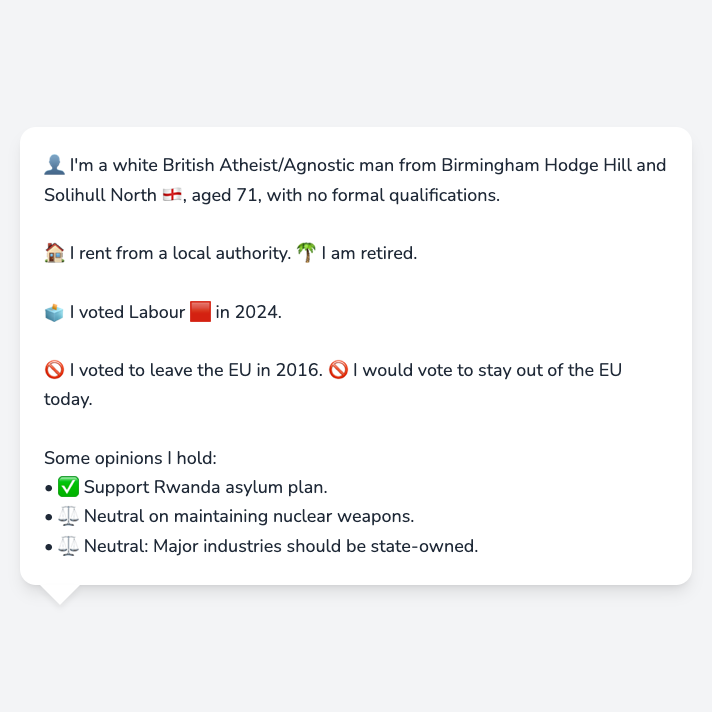 👤 I'm a white British Atheist/Agnostic man from Birmingham Hodge Hill and
Solihull North 🏴󠁧󠁢󠁥󠁮󠁧󠁿, aged 71, with no formal qualifications.
🏠 I rent from a local authority. 🌴 I am retired.
🗳️ I voted Labour 🟥 in 2024.
🚫 I voted to leave the EU in 2016. 🚫 I would vote to stay out of the EU
today.
Some opinions I hold:
• ✅ Support Rwanda asylum plan.
• ⚖️ Neutral on maintaining nuclear weapons.
• ⚖️ Neutral: Major industries should be state-owned.